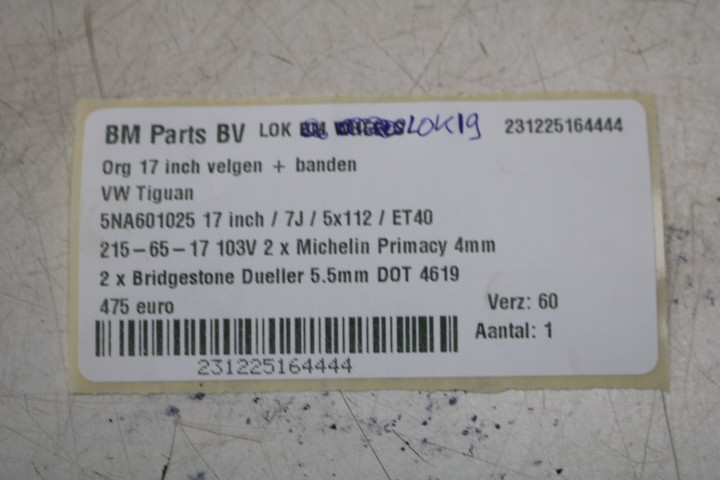 BM Parts BV LOK BM WHEELS LOK19 231225164444
Org 17 inch velgen + banden
VW Tiguan
5NA601025 17 inch / 7J / 5x112 / ET40
215-65-17 103V 2 x Michelin Primacy 4mm
2 x Bridgestone Dueller 5.5mm DOT 4619
475 euro Verz: 60
Aantal: 1
231225164444